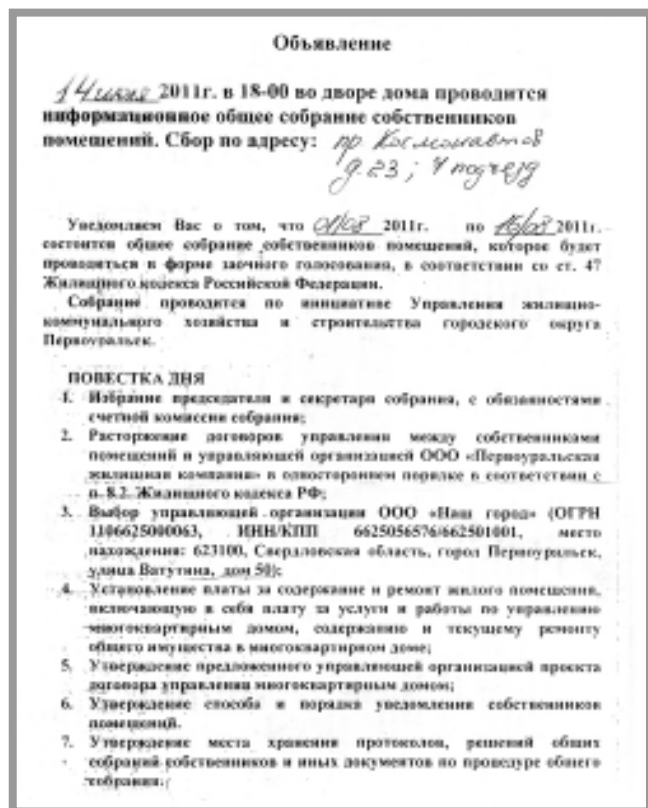 Объявление
14 июня 2011г. в 18-00 во дворе дома проводится
информационное общее собрание собственников
помещений. Сбор по адресу: пр Космонавтов
д.23 ; 4 подъезд
Уведомляем Вас о том, что 2011г. по 2011г.
состоится общее собрание собственников помещений, которое будет
проводиться в форме заочного голосования, в соответствии со ст. 47
Жилищного кодекса Российской Федерации.
Собрание проводится по инициативе Управления жилищно-
коммунального хозяйства и строительства городского округа
Первоуральск.
ПОВЕСТКА ДНЯ
1. Избрание председателя и секретаря собрания, с обязанностями
счетной комиссии собрания;
2. Расторжение договоров управления между собственниками
помещений и управляющей организацией ООО «Первоуральская
жилищная компания» в одностороннем порядке в соответствии с
п. 8.2. Жилищного кодекса РФ;
3. Выбор управляющей организации ООО «Наш город» (ОГРН
1106625000063, ИНН/КПП 6625056576/662501001, место
нахождения: 623100, Свердловская область, город Первоуральск,
улица Ватутина, дом 50);
4. Установление платы за содержание и ремонт жилого помещения,
включающую в себя плату за услуги и работы по управлению
многоквартирным домом, содержанию и текущему ремонту
общего имущества в многоквартирном доме;
5. Утверждение предложенного управляющей организацией проекта
договора управления многоквартирным домом;
6. Утверждение способа и порядка уведомления собственников
помещений.
7. Утверждение места хранения протоколов, решений общих
собраний собственников и иных документов по процедуре общего
собрания.